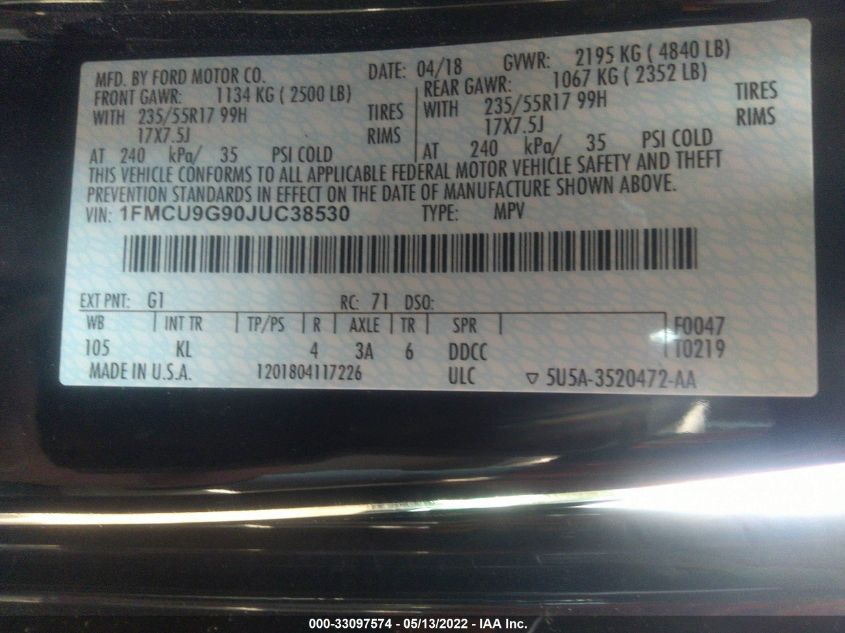 MFD. BY FORD MOTOR CO. DATE: 04/18 GVWR: 2195 KG ( 4840 LB)
FRONT GAWR: 1134 KG ( 2500 LB) REAR GAWR: 1067 KG ( 2352 LB)
WITH 235/55R17 99H TIRES WITH 235/55R17 99H TIRES
17X7.5J RIMS 17X7.5J RIMS
AT 240 kPa/ 35 PSI COLD AT 240 kPa/ 35 PSI COLD
THIS VEHICLE CONFORMS TO ALL APPLICABLE FEDERAL MOTOR VEHICLE SAFETY AND THEFT
PREVENTION STANDARDS IN EFFECT ON THE DATE OF MANUFACTURE SHOWN ABOVE.
VIN: 1FMCU9G90JUC38530 TYPE: MPV
EXT PNT: G1 RC: 71 DSO:
WB INT TR TP/PS R AXLE TR SPR F0047
105 KL 4 3A 6 DDCC T0219
MADE IN U.S.A. 1201804117226 ULC ▽ 5U5A-3520472-AA
000-33097574 - 05/13/2022 - IAA Inc.